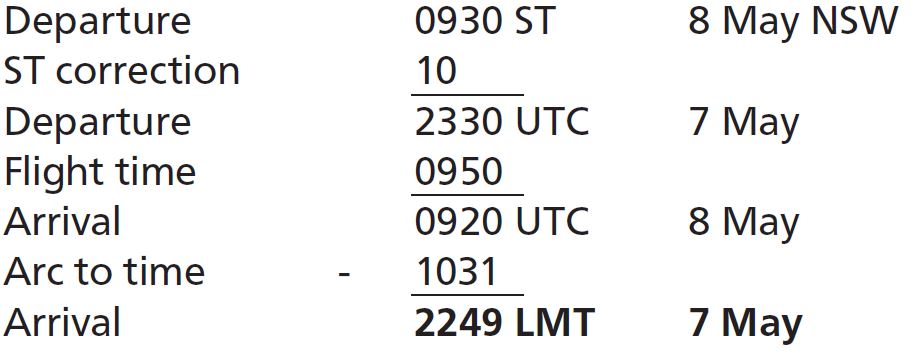 Departure 0930 ST 8 May NSW
ST correction 10
Departure 2330 UTC 7 May
Flight time 0950
Arrival 0920 UTC 8 May
Arc to time - 1031
Arrival 2249 LMT 7 May